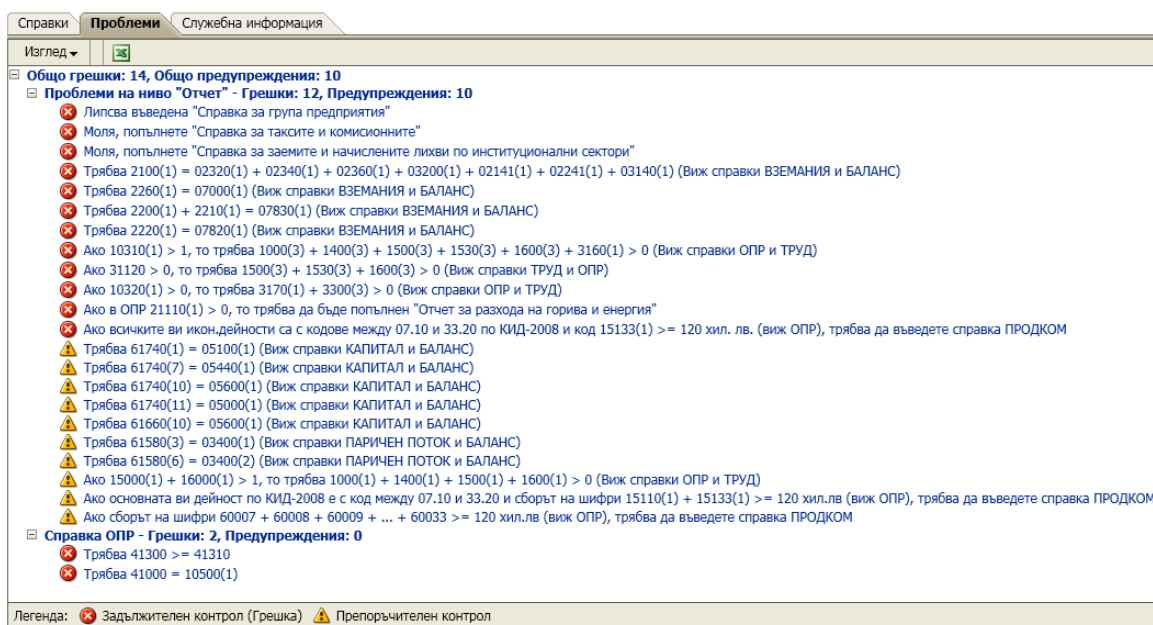 Справки Проблеми Служебна информация
Изглед
Общо грешки: 14, Общо предупреждения: 10
Проблеми на ниво "Отчет" - Грешки: 12, Предупреждения: 10
Липсва въведена "Справка за група предприятия"
Моля, попълнете "Справка за таксите и комисионните"
Моля, попълнете "Справка за заемите и начислените лихви по институционални сектори"
Трябва 2100(1) = 02320(1) + 02340(1) + 02360(1) + 03200(1) + 02141(1) + 02241(1) + 03140(1) (Виж справки ВЗЕМАНИЯ и БАЛАНС)
Трябва 2260(1) = 07000(1) (Виж справки ВЗЕМАНИЯ и БАЛАНС)
Трябва 2200(1) + 2210(1) = 07830(1) (Виж справки ВЗЕМАНИЯ и БАЛАНС)
Трябва 2220(1) = 07820(1) (Виж справки ВЗЕМАНИЯ и БАЛАНС)
Ако 10310(1) > 1, то трябва 1000(3) + 1400(3) + 1500(3) + 1530(3) + 1600(3) + 3160(1) > 0 (Виж справки ОПР и ТРУД)
Ако 31120 > 0, то трябва 1500(3) + 1530(3) + 1600(3) > 0 (Виж справки ТРУД и ОПР)
Ако 10320(1) > 0, то трябва 3170(1) + 3300(3) > 0 (Виж справки ОПР и ТРУД)
Ако в ОПР 21110(1) > 0, то трябва да бъде попълнен "Отчет за разхода на горива и енергия"
Ако всичките ви икон.дейности са с кодове между 07.10 и 33.20 по КИД-2008 и код 15133(1) >= 120 хил. лв. (виж ОПР), трябва да въведете справка ПРОДКОМ
Трябва 61740(1) = 05100(1) (Виж справки КАПИТАЛ и БАЛАНС)
Трябва 61740(7) = 05440(1) (Виж справки КАПИТАЛ и БАЛАНС)
Трябва 61740(10) = 05600(1) (Виж справки КАПИТАЛ и БАЛАНС)
Трябва 61740(11) = 05000(1) (Виж справки КАПИТАЛ и БАЛАНС)
Трябва 61660(10) = 05600(1) (Виж справки КАПИТАЛ и БАЛАНС)
Трябва 61580(3) = 03400(1) (Виж справки ПАРИЧЕН ПОТОК и БАЛАНС)
Трябва 61580(6) = 03400(2) (Виж справки ПАРИЧЕН ПОТОК и БАЛАНС)
Ако 15000(1) + 16000(1) > 1, то трябва 1000(1) + 1400(1) + 1500(1) + 1600(1) > 0 (Виж справки ОПР и ТРУД)
Ако основната ви дейност по КИД-2008 е с код между 07.10 и 33.20 и сборът на шифри 15110(1) + 15133(1) >= 120 хил.лв (виж ОПР), трябва да въведете справка ПРОДКОМ
Ако сборът на шифри 60007 + 60008 + 60009 + ... + 60033 >= 120 хил.лв (виж ОПР), трябва да въведете справка ПРОДКОМ
Справка ОПР - Грешки: 2, Предупреждения: 0
Трябва 41300 >= 41310
Трябва 41000 = 10500(1)
Легенда: Задължителен контрол (Грешка) Препоръчителен контрол